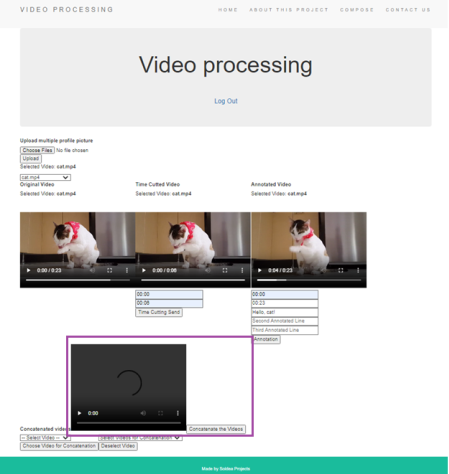 VIDEO PROCESSING
HOME ABOUT THIS PROJECT COMPOSE CONTACT US
Video processing
Log Out
Upload multiple profile picture
Choose Files No file chosen
Upload
Selected Video: cat.mp4
cat.mp4
Original Video Time Cutted Video Annotated Video
Selected Video: cat.mp4 Selected Video: cat.mp4 Selected Video: cat.mp4
0:00 / 0:23 0:00 / 0:08 0:04 / 0:23
00:00 00:00
00:08 00:23
Time Cutting Send Hello, cat!
Second Annotated Line
Third Annotated Line
Annotation
0:00
Concatenated videos Concatenate the Videos
-- Select Video -- Select Videos for Concatenation
Choose Video for Concatenation Deselect Video